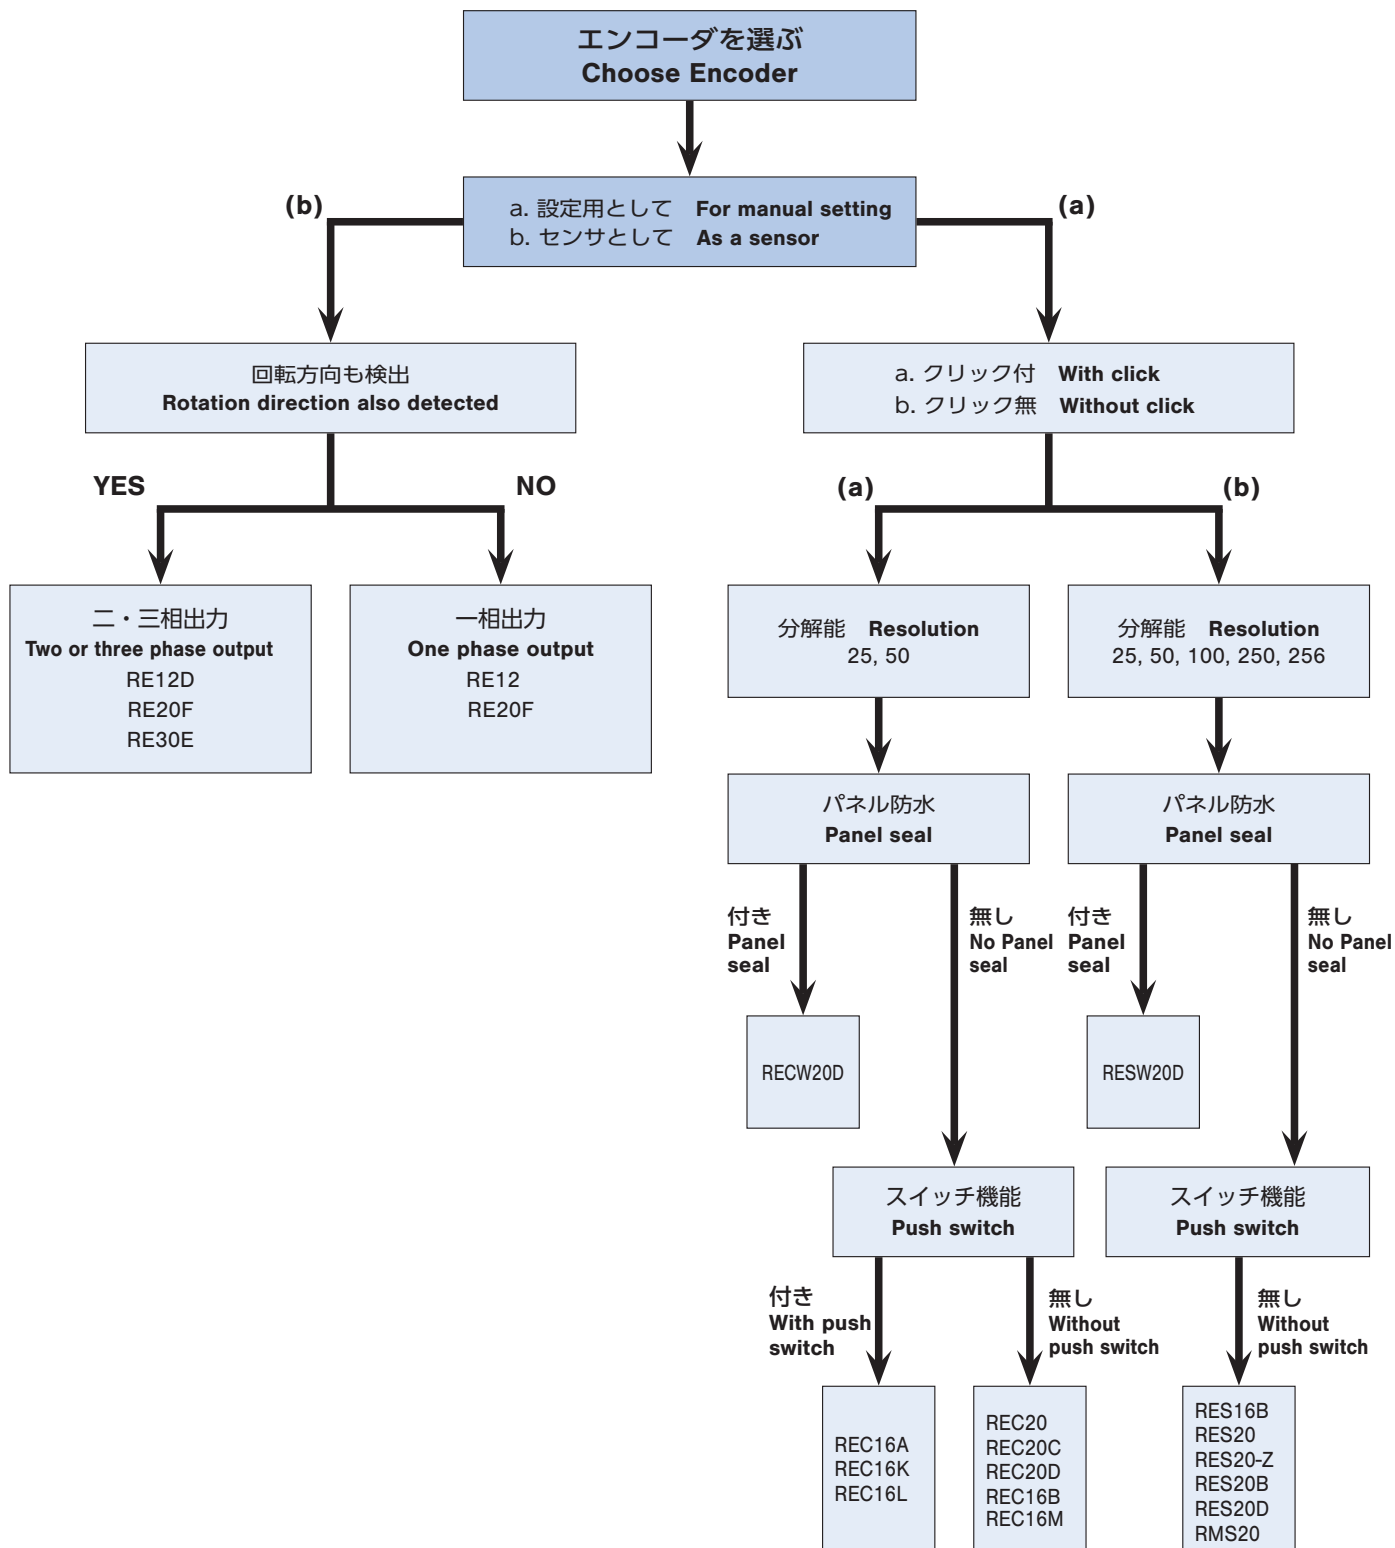 エンコーダを選ぶ
Choose Encoder
(b)
(a)
a. 設定用として For manual setting
b. センサとして As a sensor
回転方向も検出
Rotation direction also detected
a. クリック付 With click
b. クリック無 Without click
YES
NO
(a)
(b)
二・三相出力
Two or three phase output
RE12D
RE20F
RE30E
一相出力
One phase output
RE12
RE20F
分解能 Resolution
25, 50
分解能 Resolution
25, 50, 100, 250, 256
パネル防水
Panel seal
パネル防水
Panel seal
付き
Panel
seal
無し
No Panel
seal
付き
Panel
seal
無し
No Panel
seal
RECW20D
RESW20D
スイッチ機能
Push switch
スイッチ機能
Push switch
付き
With push
switch
無し
Without
push switch
無し
Without
push switch
REC16A
REC16K
REC16L
REC20
REC20C
REC20D
REC16B
REC16M
RES16B
RES20
RES20-Z
RES20B
RES20D
RMS20